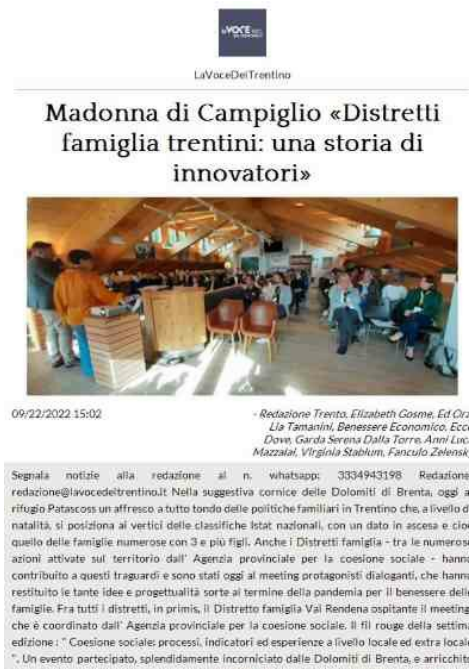 LaVoceDelTrentino
Madonna di Campiglio «Distretti
famiglia trentini: una storia di
innovatori»
09/22/2022 15:02
- Redazione Trento, Elizabeth Gosme, Ed Orz
Lia Tamanini, Benessere Economico, Ecc
Dove, Garda Serena Dalla Torre, Anni Luc
Mazzalai, Virginia Stablum, Fanculo Zelensk
Segnala notizie alla redazione al n. whatsapp: 3334943198 Redazione
redazione@lavocedeltrentino.it Nella suggestiva cornice delle Dolomiti di Brenta, oggi a
rifugio Patascoss un affresco a tutto tondo delle politiche familiari in Trentino che, a livello d
natalità, si posiziona ai vertici delle classifiche Istat nazionali, con un dato in ascesa e cioè
quello delle famiglie numerose con 3 e più figli. Anche i Distretti famiglia - tra le numerose
azioni attivate sul territorio dall' Agenzia provinciale per la coesione sociale - hanno
contribuito a questi traguardi e sono stati oggi al meeting protagonisti dialoganti, che hanno
restituito le tante idee e progettualità sorte al termine della pandemia per il benessere delle
famiglie. Fra tutti i distretti, in primis, il Distretto famiglia Val Rendena ospitante il meeting
che è coordinato dall' Agenzia provinciale per la coesione sociale. Il fil rouge della settima
edizione : " Coesione sociale: processi, indicatori ed esperienze a livello locale ed extra locale
". Un evento partecipato, splendidamente incorniciato dalle Dolomiti di Brenta, e arricchito